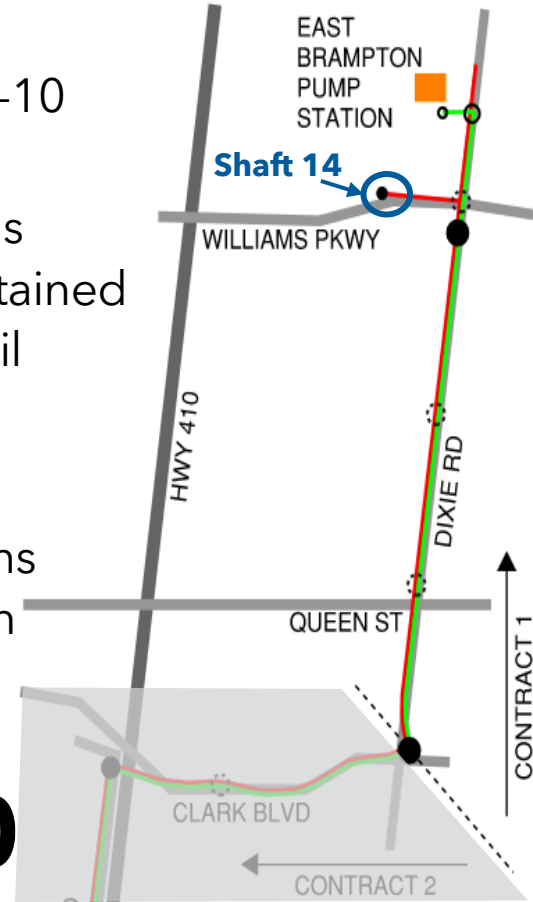 -10
s
tained
il
ns
n
EAST
BRAMPTON
PUMP
STATION
Shaft 14
WILLIAMS PKWY
HWY 410
DIXIE RD
QUEEN ST
CONTRACT 1
CLARK BLVD
CONTRACT 2